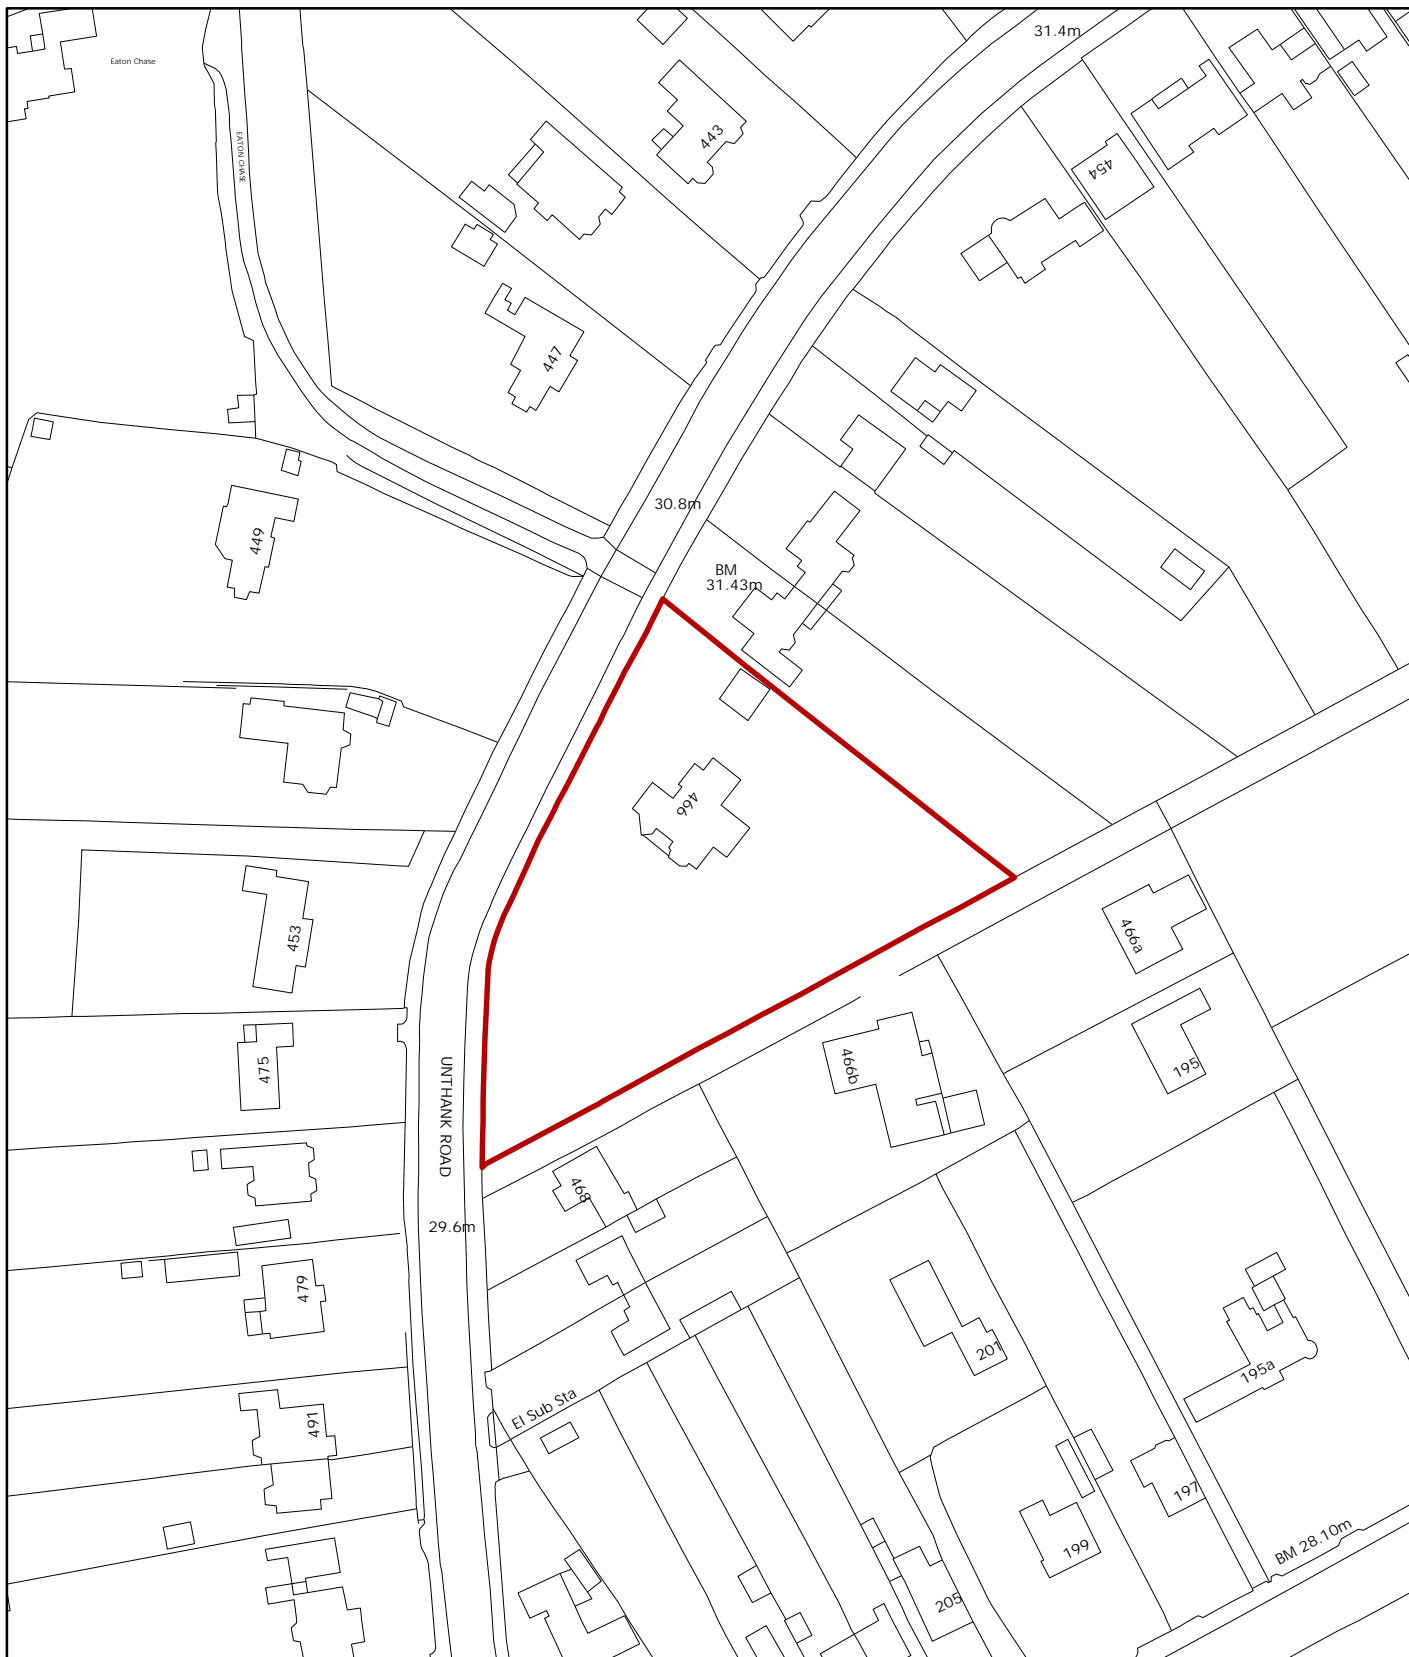 31.4m
Eaton Chase
EATON CHASE
443
454
447
30.8m
449
BM
31.43m
466
453
466a
466b
475
195
UNTHANK ROAD
468
29.6m
479
201
195a
El Sub Sta
491
197
199
BM 28.10m
205